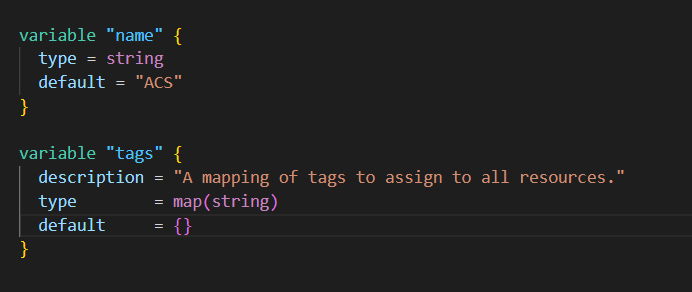 variable "name" {
  type = string
  default = "ACS"
}
variable "tags" {
  description = "A mapping of tags to assign to all resources."
  type        = map(string)
  default     = {}
}